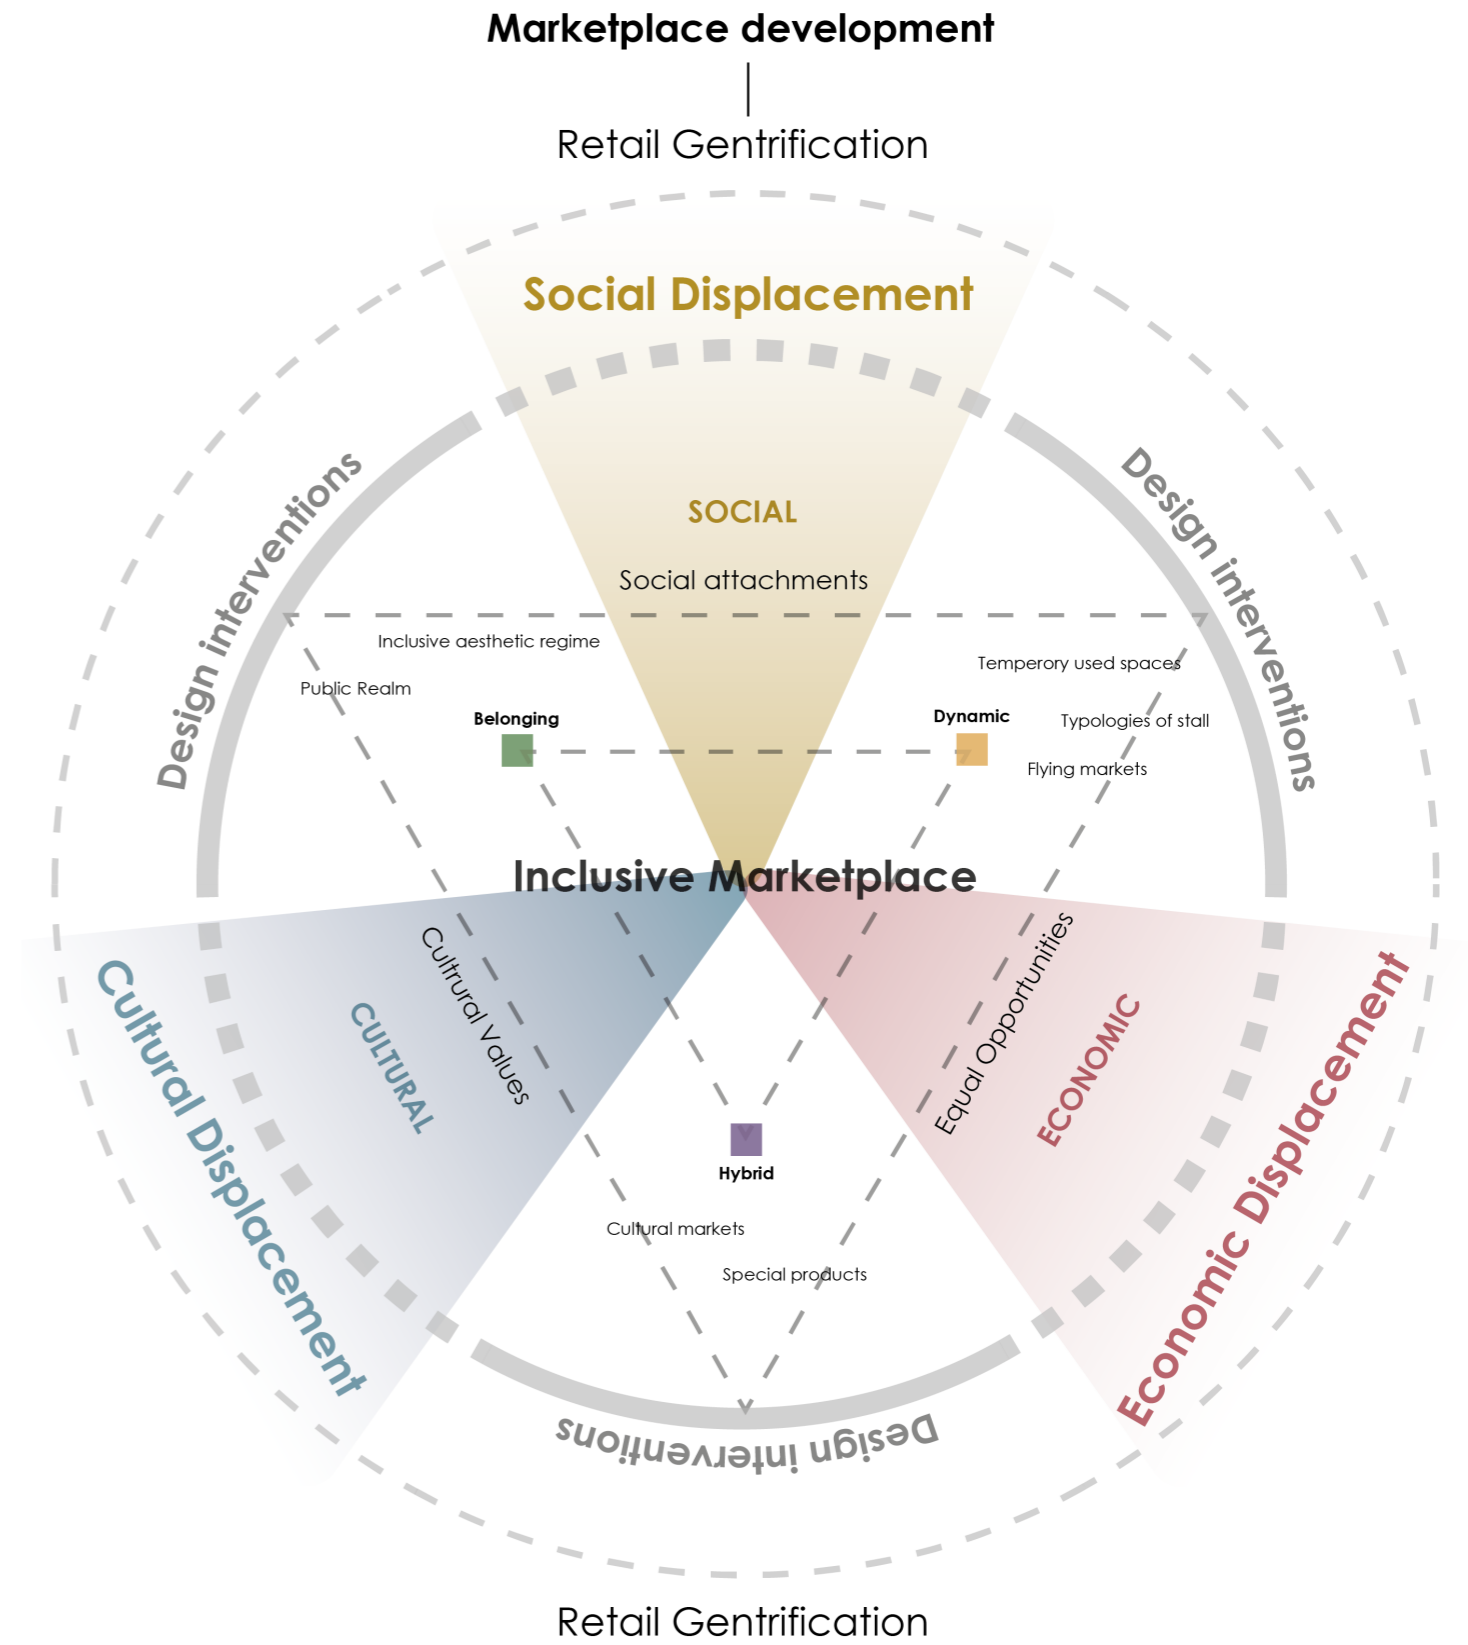 Marketplace development
Retail Gentrification
Social Displacement
Design interventions
Design interventions
SOCIAL
Social attachments
Inclusive aesthetic regime
Temperory used spaces
Public Realm
Belonging
Dynamic
Typologies of stall
Flying markets
Inclusive Marketplace
Cultural Displacement
CULTURAL
Cultrural Values
Equal Opportunities
ECONOMIC
Economic Displacement
Hybrid
Cultural markets
Special products
Design interventions
Retail Gentrification